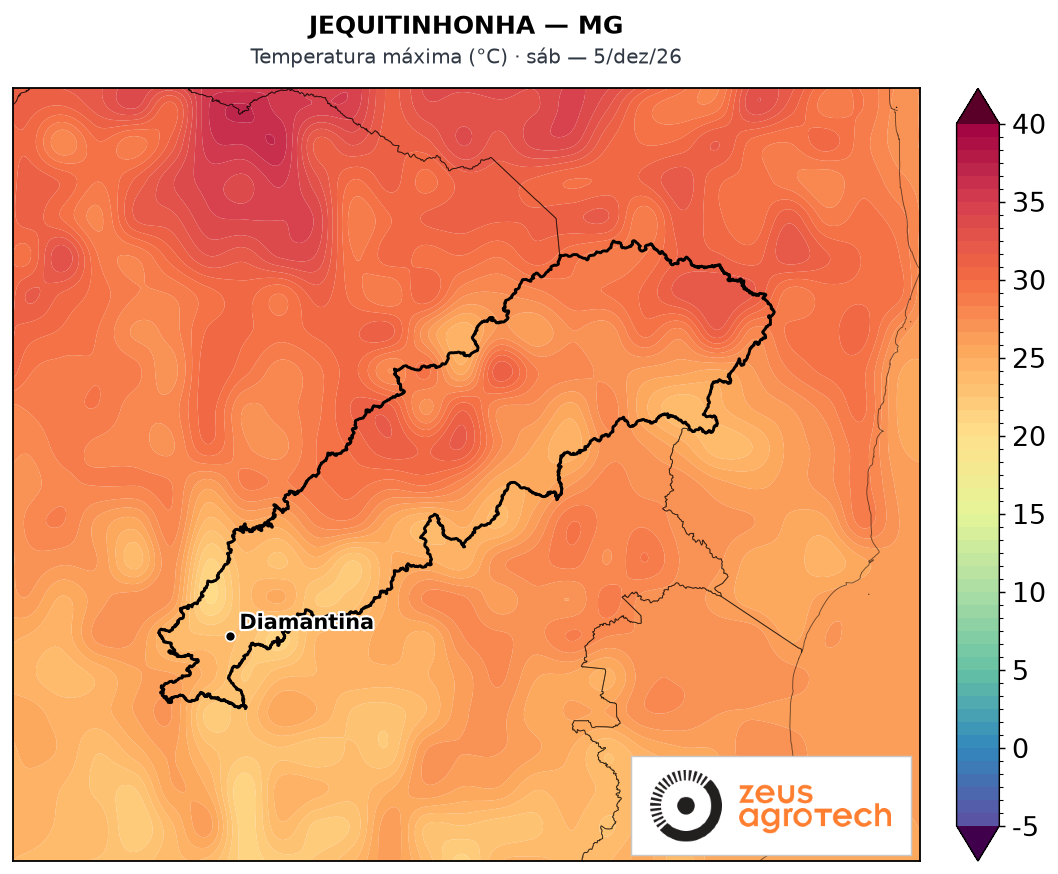 JEQUITINHONHA — MG
Temperatura máxima (°C) · sáb — 5/dez/26
40
35
30
25
20
15
10
5
0
-5
Diamantina
zeus
agrotech